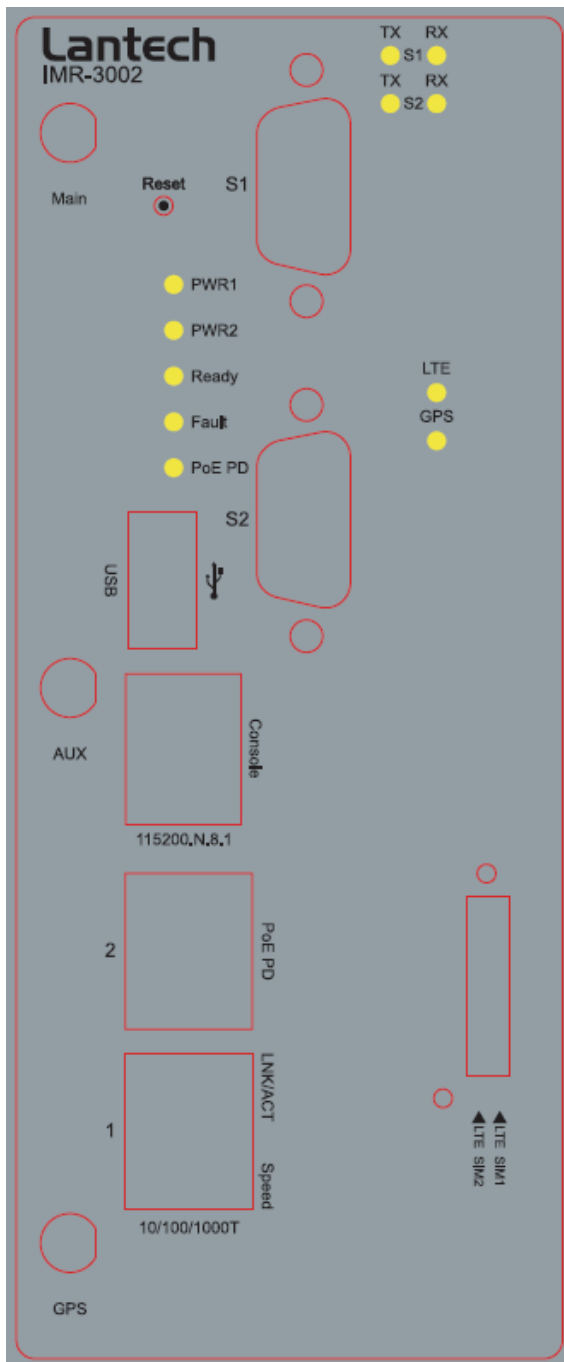 Lantech
IMR-3002
TX RX
S1
TX RX
S2
Main
Reset
S1
PWR1
PWR2
Ready
Fault
PoE PD
LTE
GPS
S2
USB
AUX
Console
115200.N.8.1
2
PoE PD
1
LNK/ACT
Speed
10/100/1000T
◀LTE SIM1
◀LTE SIM2
GPS